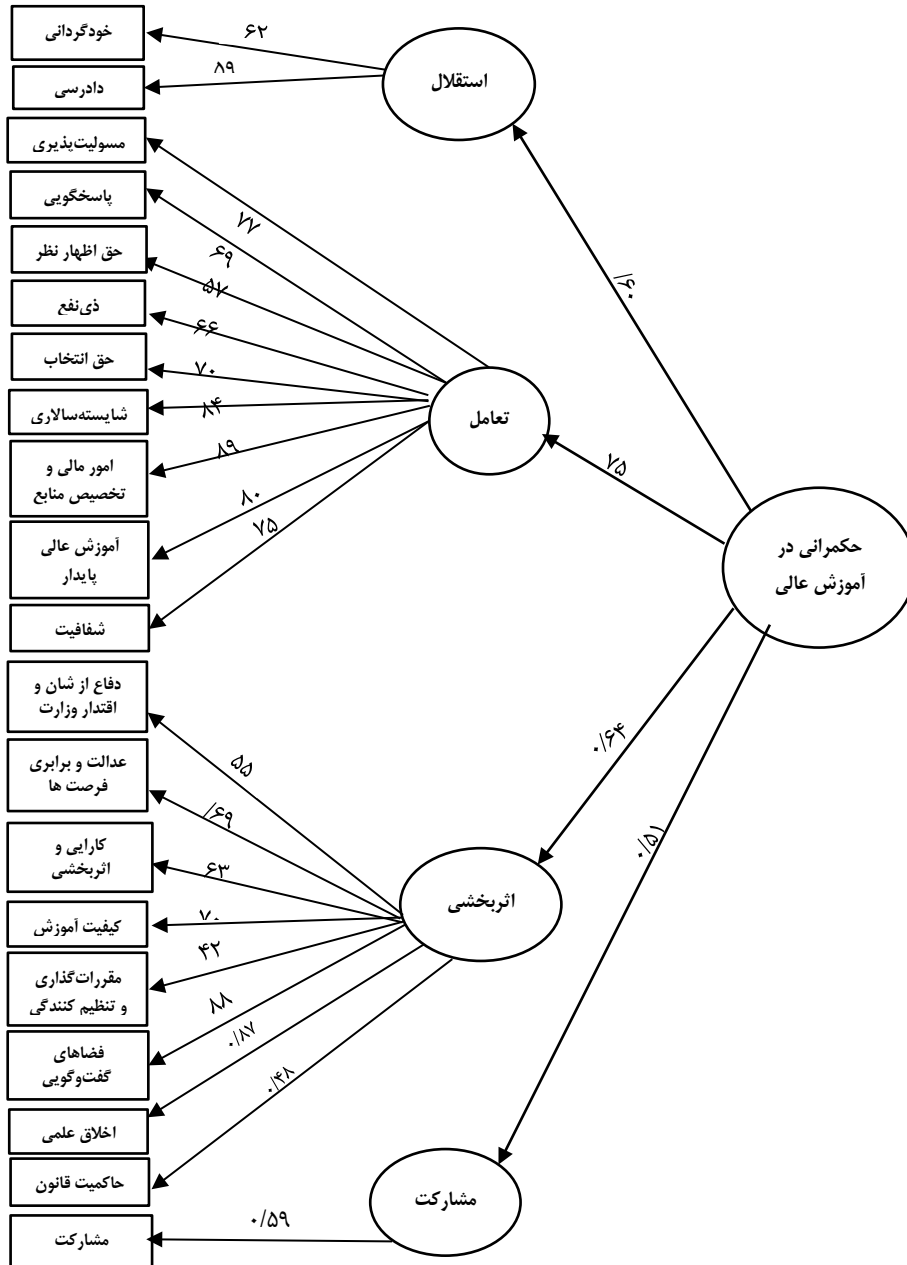 خودگردانی
۶۲
استقلال
۸۹
دادرسی
مسولیت‌پذیری
پاسخگویی
۷۷
حق اظهار نظر
۶۹
۵۷
/۶۰
ذی‌نفع
۶۶
حق انتخاب
۷۰
شایسته‌سالاری
۸۴
تعامل
امور مالی و
تخصیص منابع
۸۹
۷۵
۸۰
آموزش عالی
پایدار
۷۵
حکمرانی در
آموزش عالی
شفافیت
دفاع از شان و
اقتدار وزارت
۵۵
۰/۶۴
عدالت و برابری
فرصت ها
/۶۹
۰/۵۱
کارایی و
اثربخشی
۶۳
اثربخشی
کیفیت آموزش
۷۰
۴۲
مقررات‌گذاری
و تنظیم کنندگی
۸۸
فضاهای
گفت‌وگویی
۰/۸۷
۰/۴۸
اخلاق علمی
حاکمیت قانون
مشارکت
۰/۵۹
مشارکت